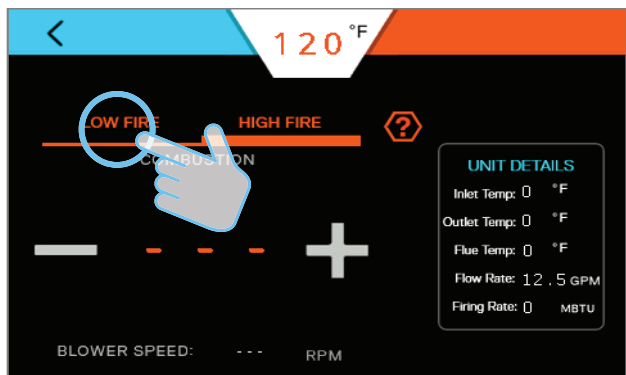 120 °F
LOW FIRE HIGH FIRE ?
COMBUSTION
- - -
UNIT DETAILS
Inlet Temp: 0 °F
Outlet Temp: 0 °F
Flue Temp: 0 °F
Flow Rate: 12.5 GPM
Firing Rate: 0 MBTU
BLOWER SPEED: --- RPM